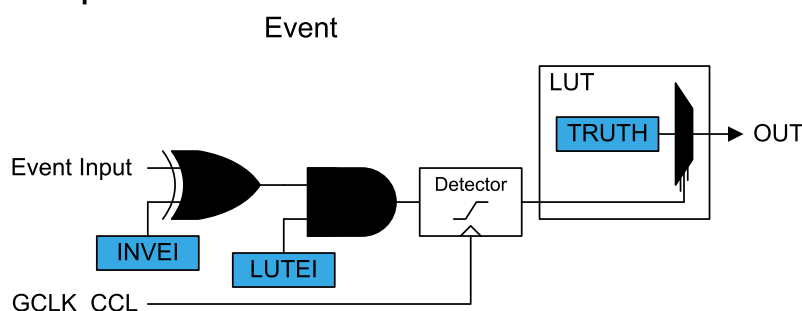 Event
LUT
TRUTH
OUT
Event Input
Detector
INVEI
LUTEI
GCLK_CCL